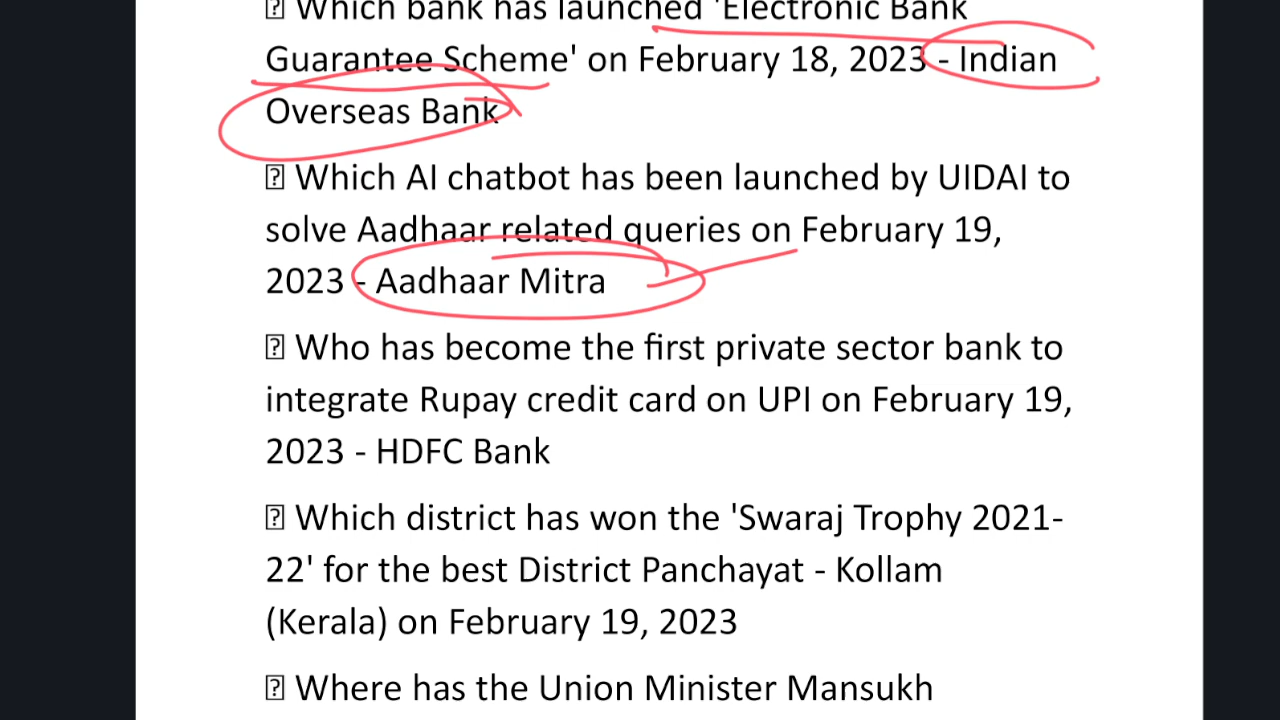 ⍰ Which bank has launched 'Electronic Bank
Guarantee Scheme' on February 18, 2023 - Indian
Overseas Bank
⍰ Which AI chatbot has been launched by UIDAI to
solve Aadhaar related queries on February 19,
2023 - Aadhaar Mitra
⍰ Who has become the first private sector bank to
integrate Rupay credit card on UPI on February 19,
2023 - HDFC Bank
⍰ Which district has won the 'Swaraj Trophy 2021-
22' for the best District Panchayat - Kollam
(Kerala) on February 19, 2023
⍰ Where has the Union Minister Mansukh